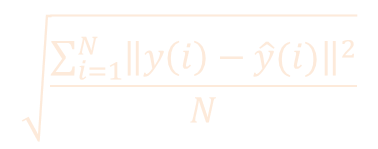 √(∑_{i=1}^{N} ‖y(i) − ŷ(i)‖² / N)